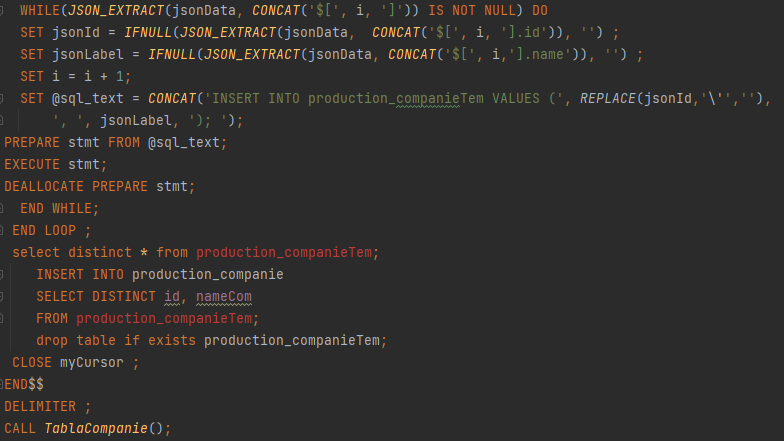 WHILE(JSON_EXTRACT(jsonData, CONCAT('$[', i, ']')) IS NOT NULL) DO
SET jsonId = IFNULL(JSON_EXTRACT(jsonData,  CONCAT('$[', i, '].id')), '') ;
SET jsonLabel = IFNULL(JSON_EXTRACT(jsonData, CONCAT('$[', i,'].name')), '') ;
SET i = i + 1;
SET @sql_text = CONCAT('INSERT INTO production_companieTem VALUES (', REPLACE(jsonId,'\'',''),
', ', jsonLabel, '); ');
PREPARE stmt FROM @sql_text;
EXECUTE stmt;
DEALLOCATE PREPARE stmt;
END WHILE;
END LOOP ;
select distinct * from production_companieTem;
INSERT INTO production_companie
SELECT DISTINCT id, nameCom
FROM production_companieTem;
drop table if exists production_companieTem;
CLOSE myCursor ;
END$$
DELIMITER ;
CALL TablaCompanie();